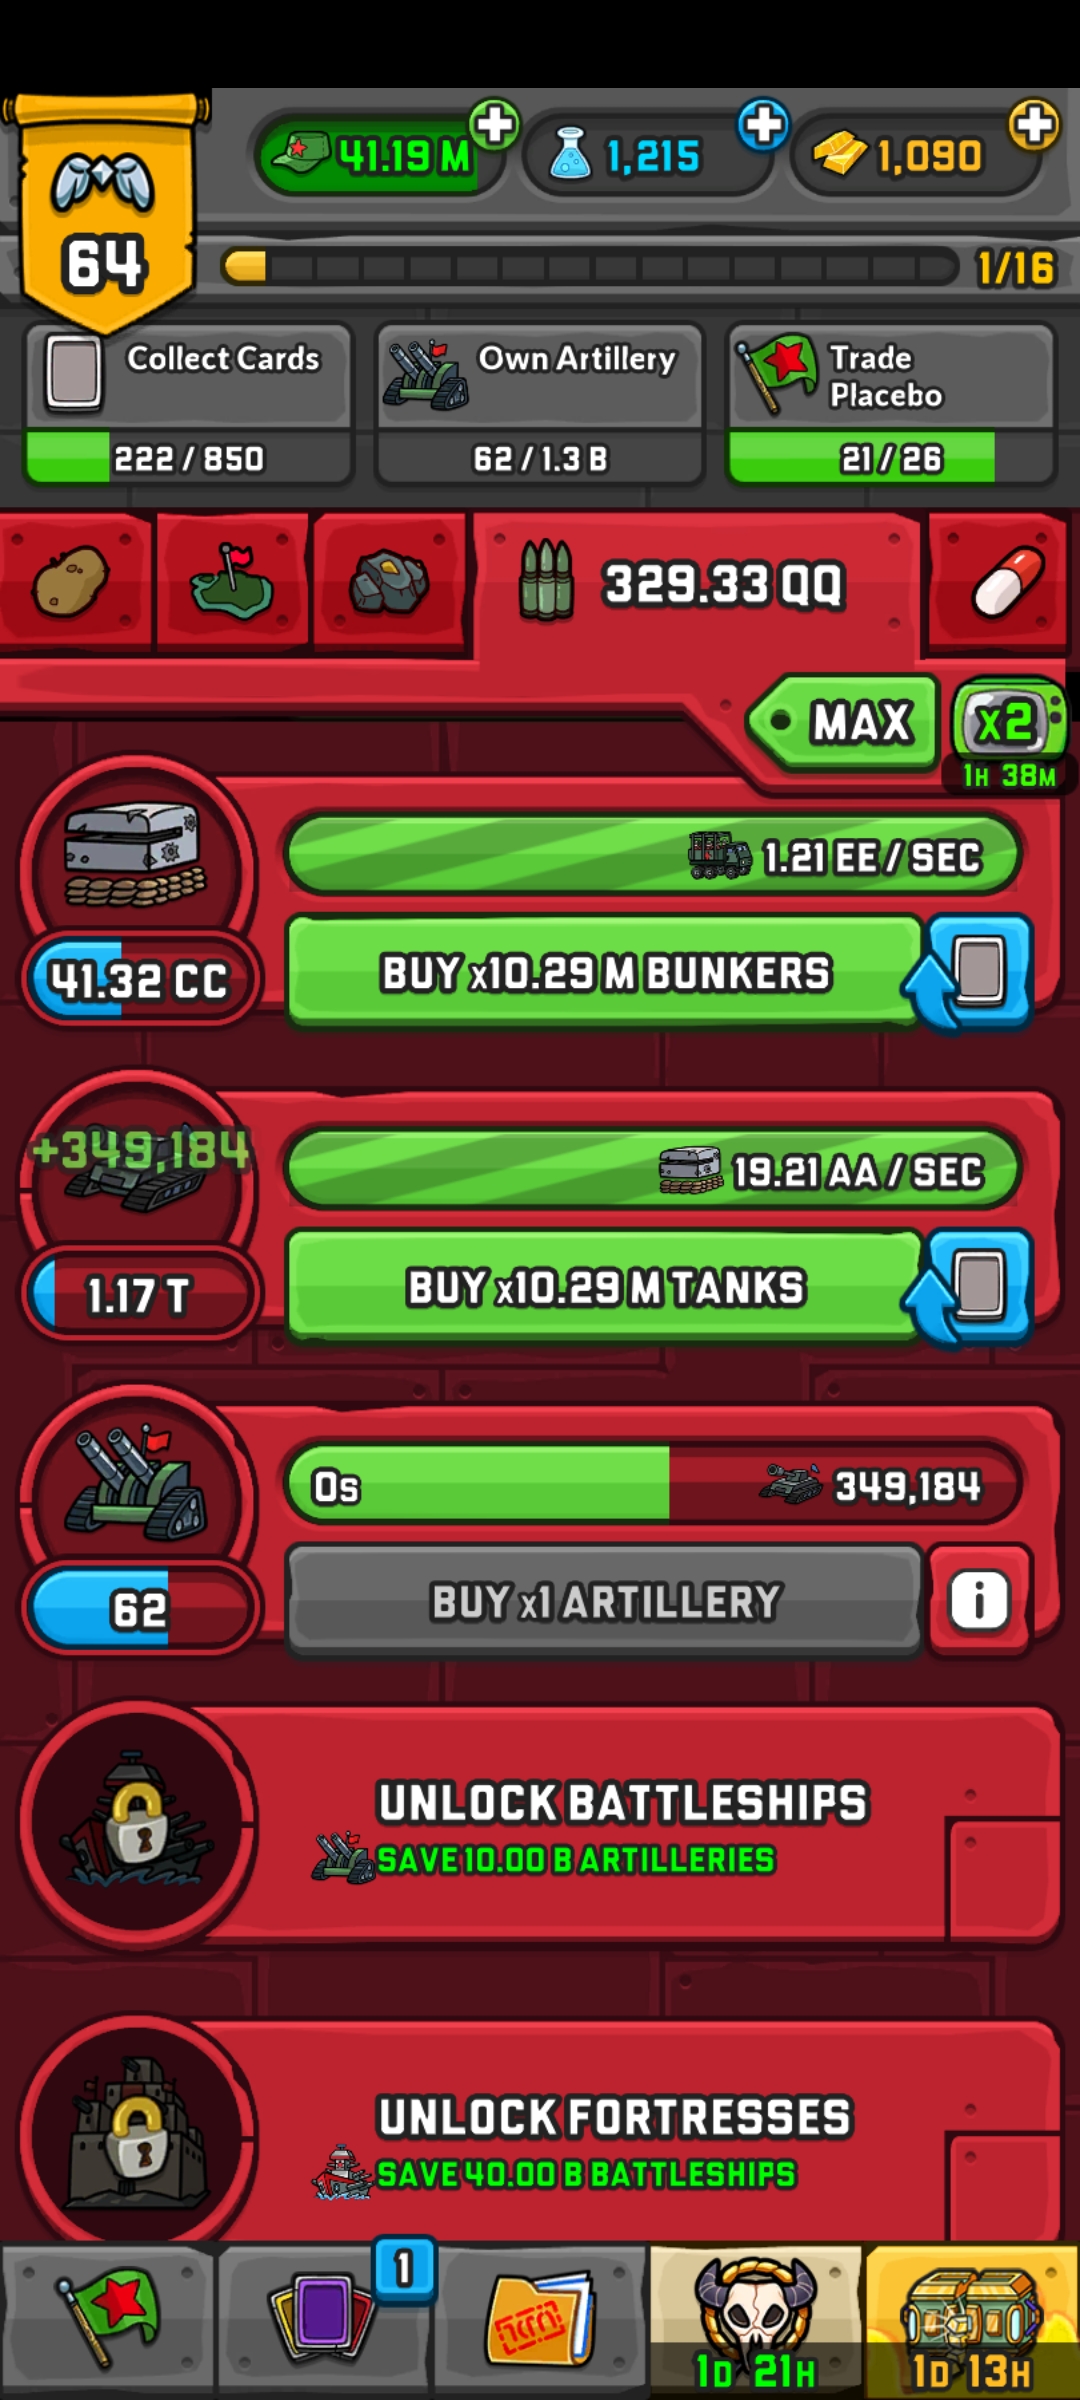 64
41.19 M
1,215
1,090
1/16
Collect Cards
222 / 850
Own Artillery
62 / 1.3 B
Trade
Placebo
21 / 26
329.33 QQ
MAX
x2
1H 38M
1.21 EE / SEC
41.32 CC
BUY x10.29 M BUNKERS
+349,184
19.21 AA / SEC
1.17 T
BUY x10.29 M TANKS
0s
349,184
62
BUY x1 ARTILLERY
i
UNLOCK BATTLESHIPS
SAVE 10.00 B ARTILLERIES
UNLOCK FORTRESSES
SAVE 40.00 B BATTLESHIPS
1
1D 21H
1D 13H